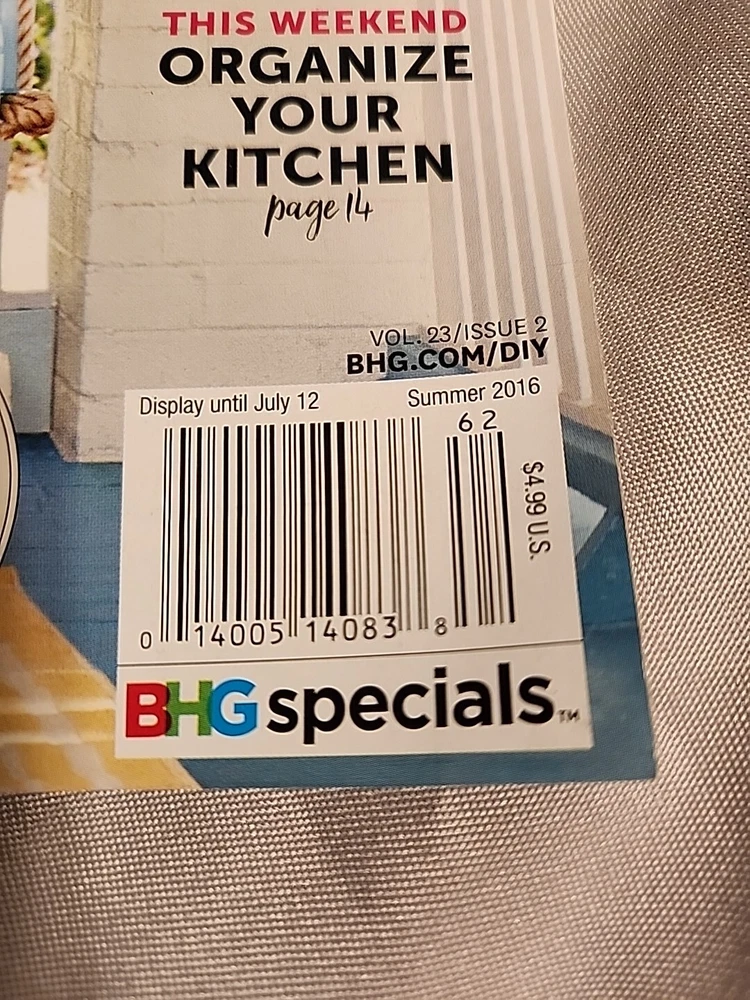 THIS WEEKEND
ORGANIZE
YOUR
KITCHEN
page 14
VOL. 23/ISSUE 2
BHG.COM/DIY
Display until July 12 Summer 2016
62
$4.99 U.S.
0 14005 14083 8
BHG specials™